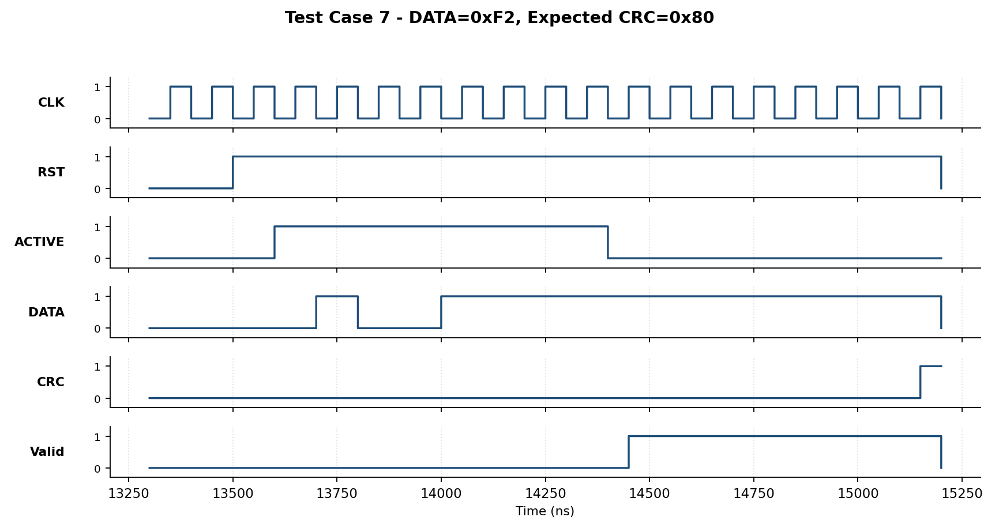 Test Case 7 - DATA=0xF2, Expected CRC=0x80
1
CLK
0
1
RST
0
1
ACTIVE
0
1
DATA
0
1
CRC
0
1
Valid
0
13250 13500 13750 14000 14250 14500 14750 15000 15250
Time (ns)